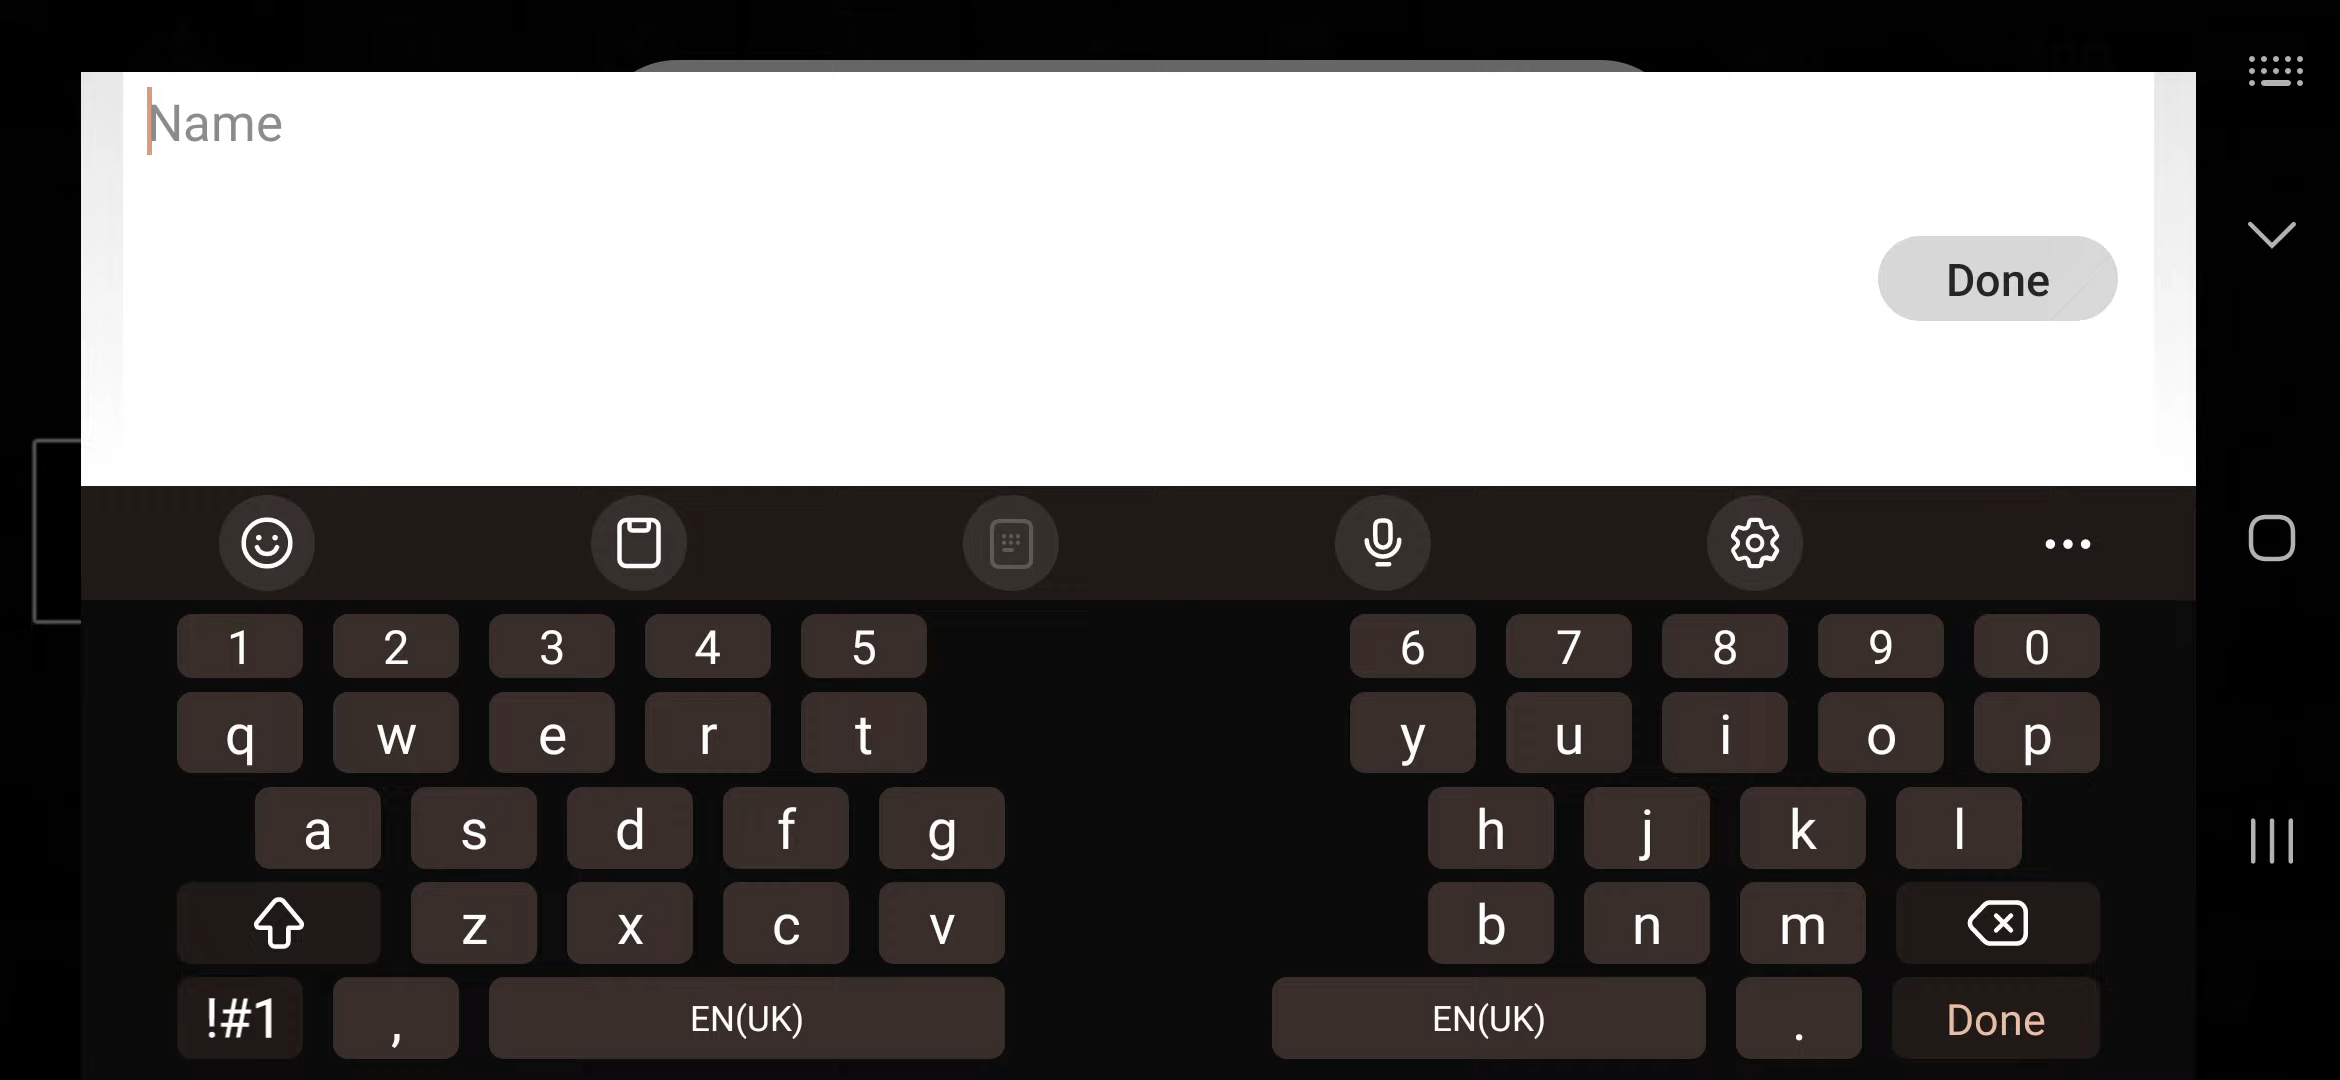 Name
Done
1 2 3 4 5 6 7 8 9 0
q w e r t y u i o p
a s d f g h j k l
z x c v b n m
!#1 , EN(UK) EN(UK) . Done